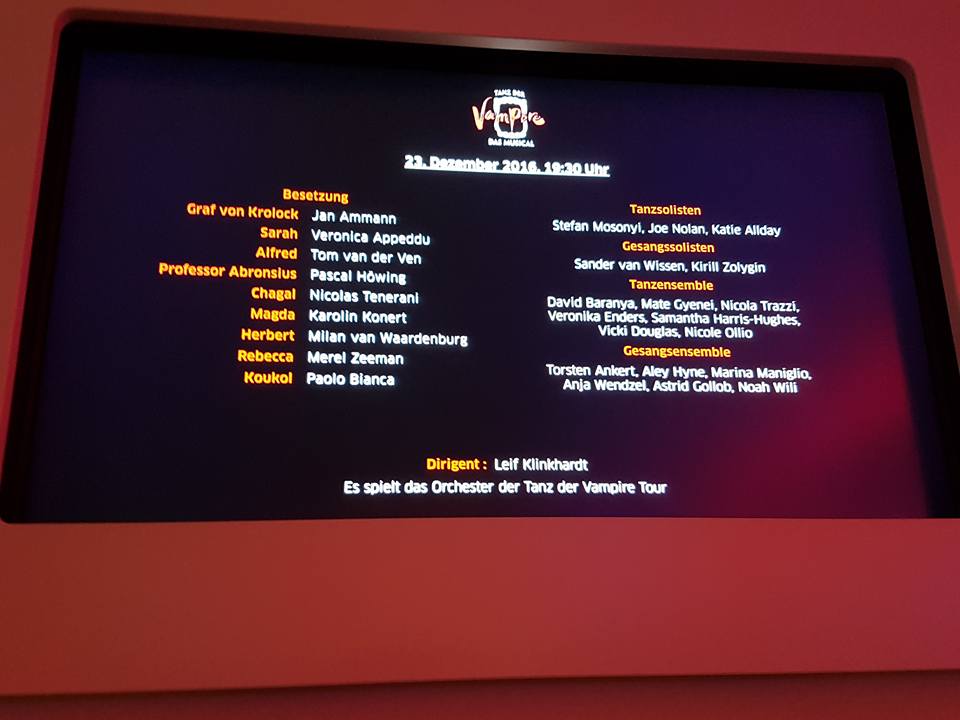 TANZ DER
Vampire
DAS MUSICAL
23. Dezember 2016, 19:30 Uhr
Besetzung
Graf von Krolock Jan Ammann
Sarah Veronica Appeddu
Alfred Tom van der Ven
Professor Abronsius Pascal Höwing
Chagal Nicolas Tenerani
Magda Karolin Konert
Herbert Milan van Waardenburg
Rebecca Merel Zeeman
Koukol Paolo Bianca
Tanzsolisten
Stefan Mosonyi, Joe Nolan, Katie Allday
Gesangssolisten
Sander van Wissen, Kirill Zolygin
Tanzensemble
David Baranya, Mate Gyenei, Nicola Trazzi,
Veronika Enders, Samantha Harris-Hughes,
Vicki Douglas, Nicole Ollio
Gesangsensemble
Torsten Ankert, Aley Hyne, Marina Maniglio,
Anja Wendzel, Astrid Gollob, Noah Wili
Dirigent : Leif Klinkhardt
Es spielt das Orchester der Tanz der Vampire Tour